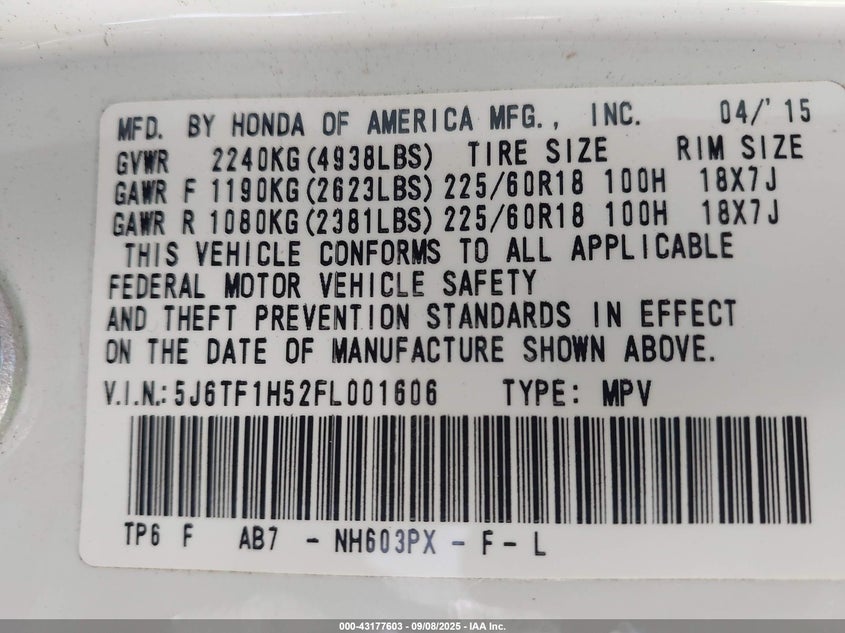 MFD. BY HONDA OF AMERICA MFG., INC. 04/'15
GVWR 2240KG(4938LBS) TIRE SIZE RIM SIZE
GAWR F 1190KG(2623LBS) 225/60R18 100H 18X7J
GAWR R 1080KG(2381LBS) 225/60R18 100H 18X7J
THIS VEHICLE CONFORMS TO ALL APPLICABLE
FEDERAL MOTOR VEHICLE SAFETY
AND THEFT PREVENTION STANDARDS IN EFFECT
ON THE DATE OF MANUFACTURE SHOWN ABOVE.
V.I.N.: 5J6TF1H52FL001606 TYPE: MPV
TP6 F AB7 - NH603PX - F - L
000-43177603 - 09/08/2025 - IAA Inc.